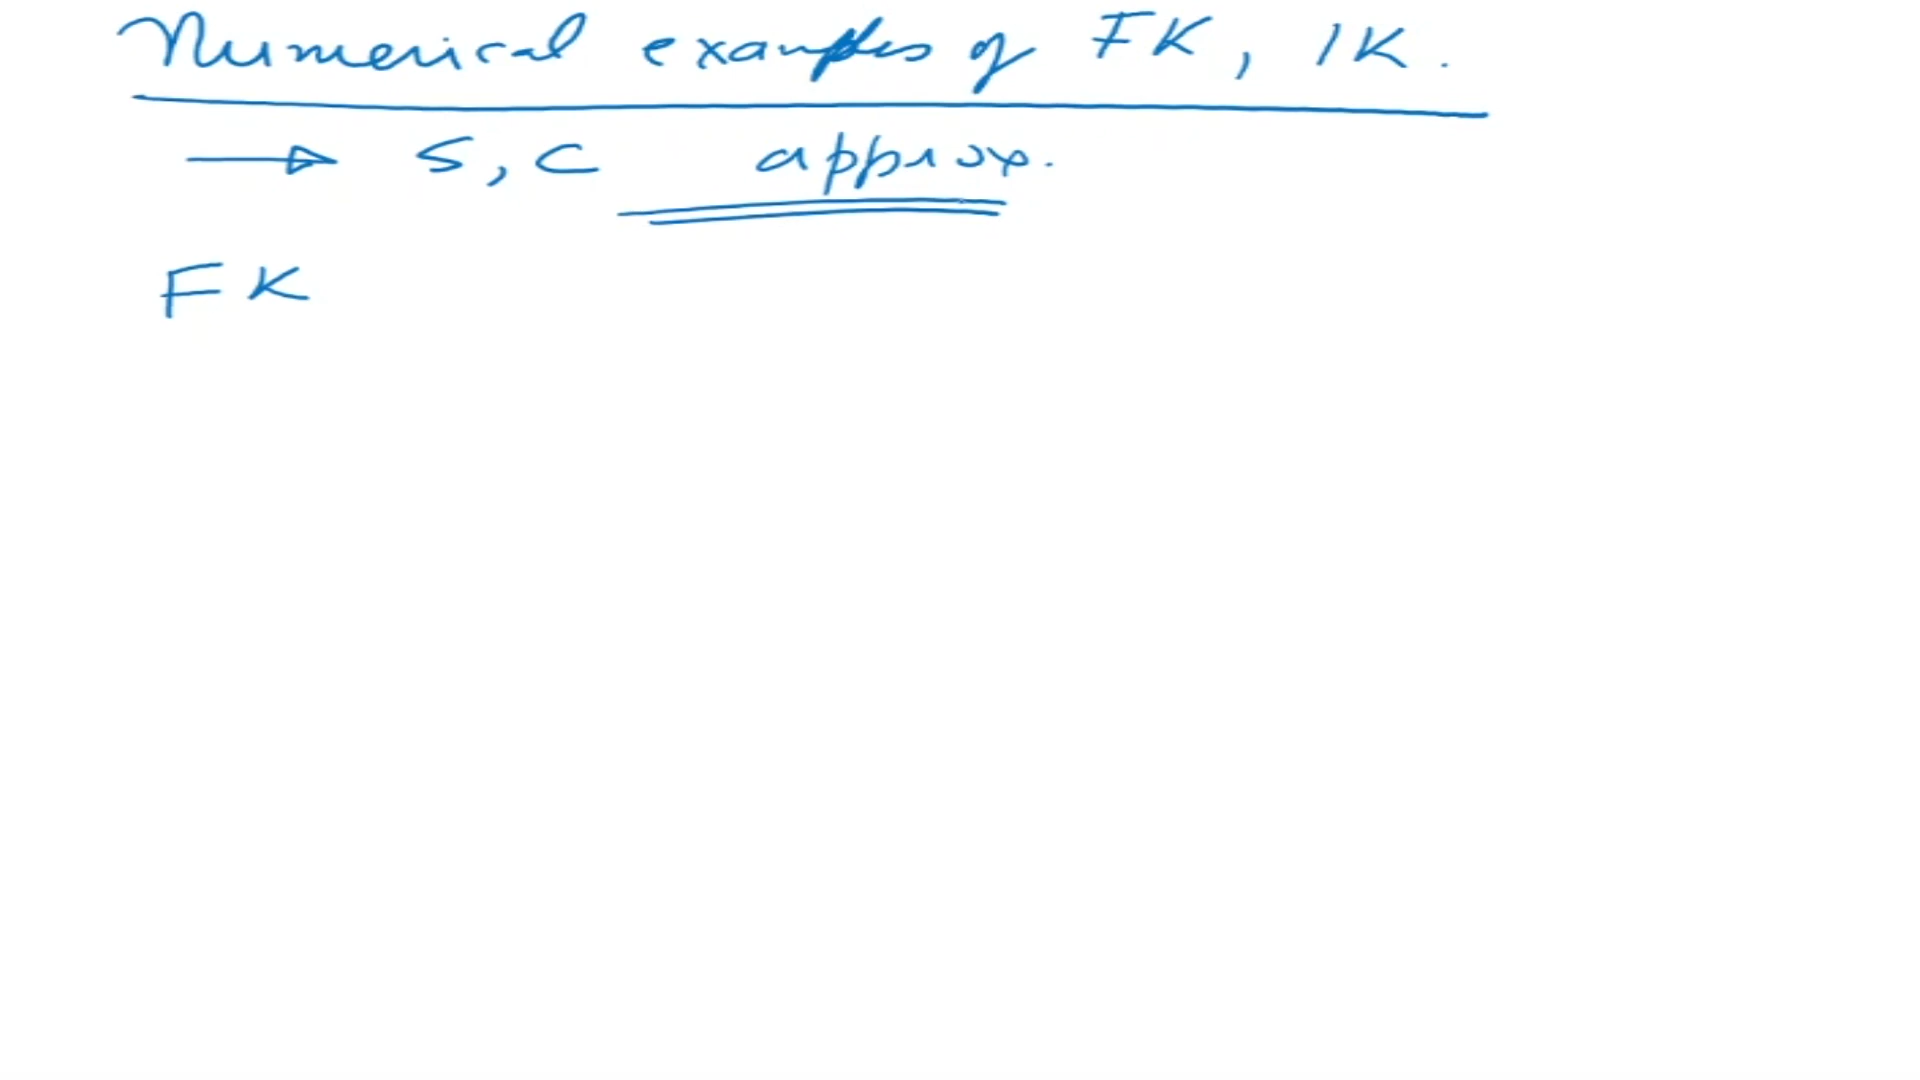 Numerical examples of FK, IK.
→ S, C approx.
FK